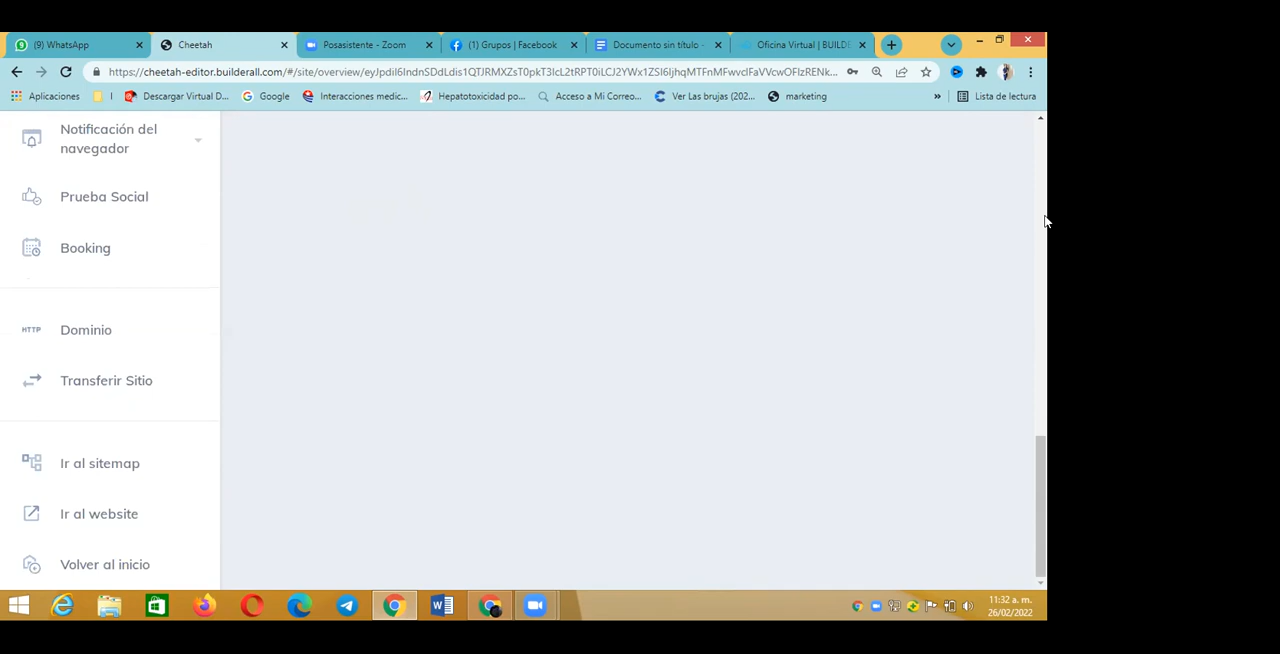 (9) WhatsApp
Cheetah
Posasistente - Zoom
(1) Grupos | Facebook
Documento sin título -
Oficina Virtual | BUILDE
https://cheetah-editor.builderall.com/#/site/overview/
Aplicaciones
I
Descargar Virtual D...
Google
Interacciones medic...
Hepatotoxicidad po...
Acceso a Mi Correo...
Ver Las brujas (202...
marketing
»
Lista de lectura
Notificación del
navegador
Prueba Social
Booking
HTTP
Dominio
Transferir Sitio
Ir al sitemap
Ir al website
Volver al inicio
11:32 a. m.
26/02/2022